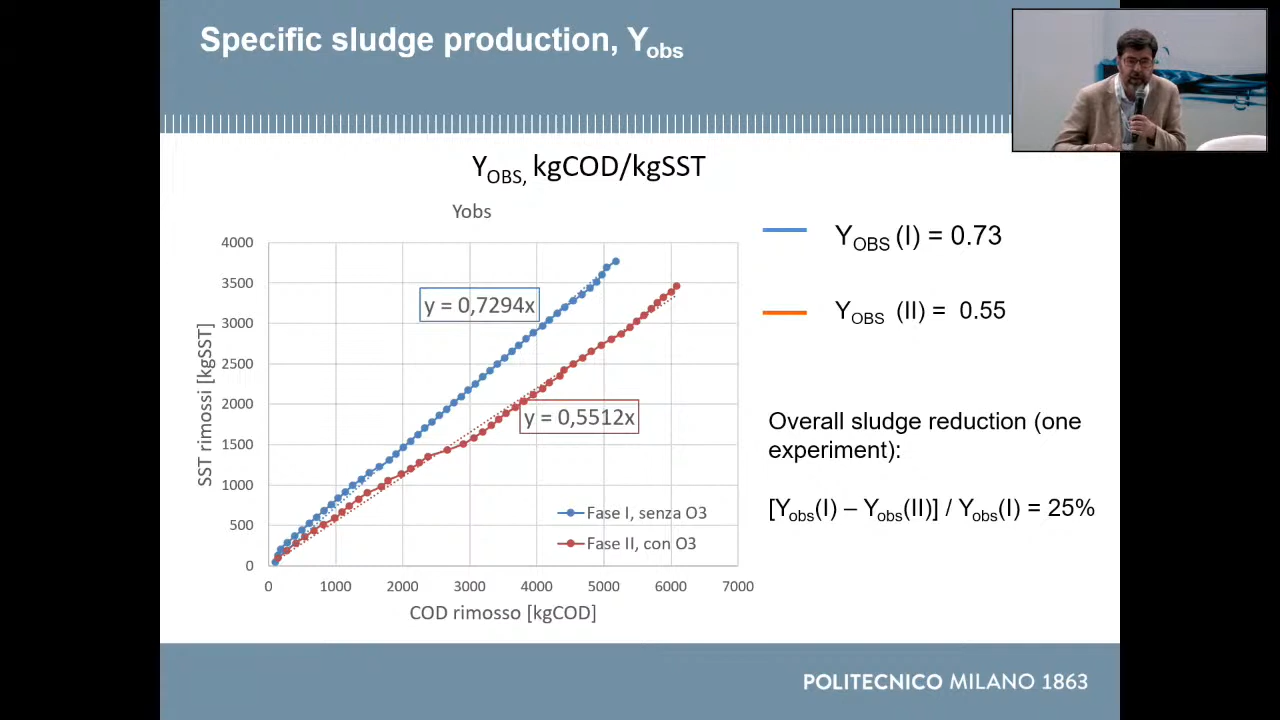 Specific sludge production, Yobs
YOBS, kgCOD/kgSST
Yobs
4000
3500
3000
2500
2000
1500
1000
500
0
SST rimossi [kgSST]
y = 0,7294x
y = 0,5512x
Fase I, senza O3
Fase II, con O3
0 1000 2000 3000 4000 5000 6000 7000
COD rimosso [kgCOD]
YOBS (I) = 0.73
YOBS (II) = 0.55
Overall sludge reduction (one
experiment):
[Yobs(I) – Yobs(II)] / Yobs(I) = 25%
POLITECNICO MILANO 1863